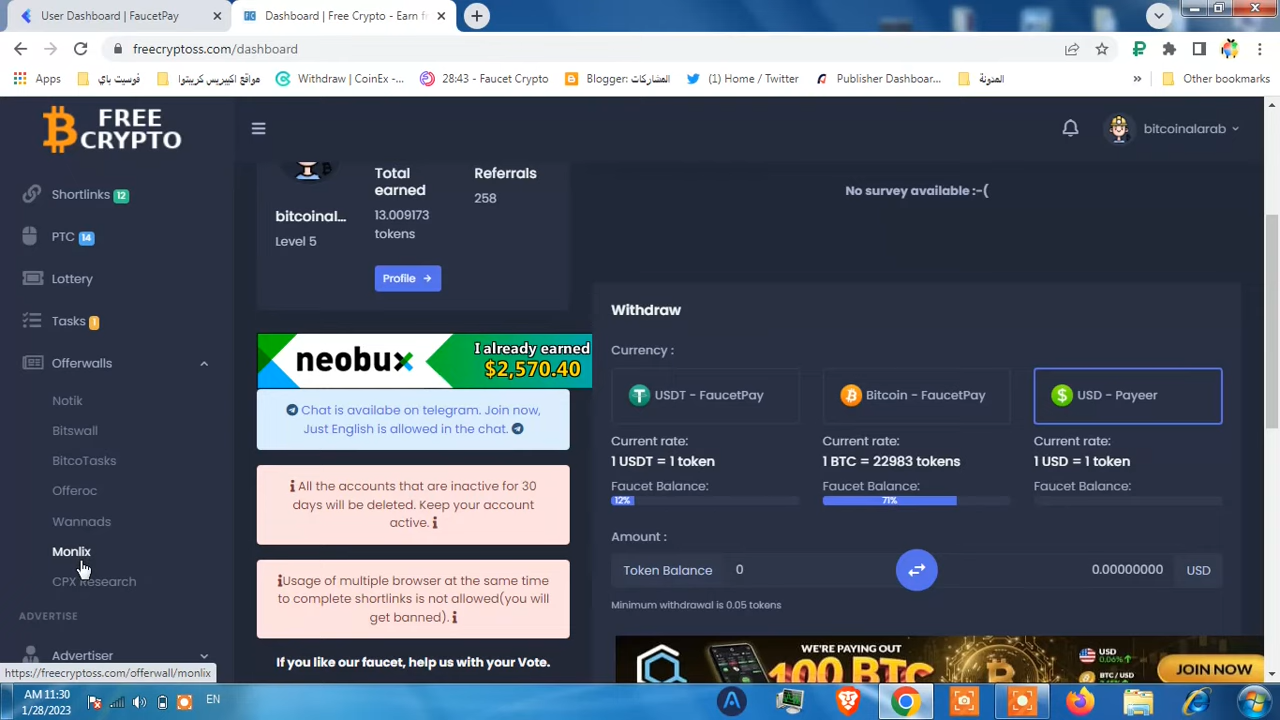 User Dashboard | FaucetPay
Dashboard | Free Crypto - Earn fr
freecryptoss.com/dashboard
Apps
فوسيت باي
مواقع اكبيريس كريبتوا
Withdraw | CoinEx -...
28:43 - Faucet Crypto
Blogger: المشاركات
(1) Home / Twitter
Publisher Dashboar...
المدونة
»
Other bookmarks
FREE
CRYPTO
bitcoinalarab
Shortlinks 12
PTC 14
Lottery
Tasks 1
Offerwalls
Notik
Bitswall
BitcoTasks
Offeroc
Wannads
Monlix
CPX Research
ADVERTISE
Advertiser
https://freecryptoss.com/offerwall/monlix
bitcoinal...
Level 5
Total
earned
13.009173
tokens
Referrals
258
Profile →
neobux
I already earned
$2,570.40
Chat is availabe on telegram. Join now,
Just English is allowed in the chat.
All the accounts that are inactive for 30
days will be deleted. Keep your account
active.
Usage of multiple browser at the same time
to complete shortlinks is not allowed(you will
get banned).
If you like our faucet, help us with your Vote.
No survey available :-(
Withdraw
Currency :
USDT - FaucetPay
Bitcoin - FaucetPay
USD - Payeer
Current rate:
1 USDT = 1 token
Faucet Balance:
12%
Current rate:
1 BTC = 22983 tokens
Faucet Balance:
71%
Current rate:
1 USD = 1 token
Faucet Balance:
Amount :
Token Balance
0
0.00000000
USD
Minimum withdrawal is 0.05 tokens
WE'RE PAYING OUT
100 BTC
USD
0.06%↑
BTC / USD
JOIN NOW
AM 11:30
1/28/2023
EN